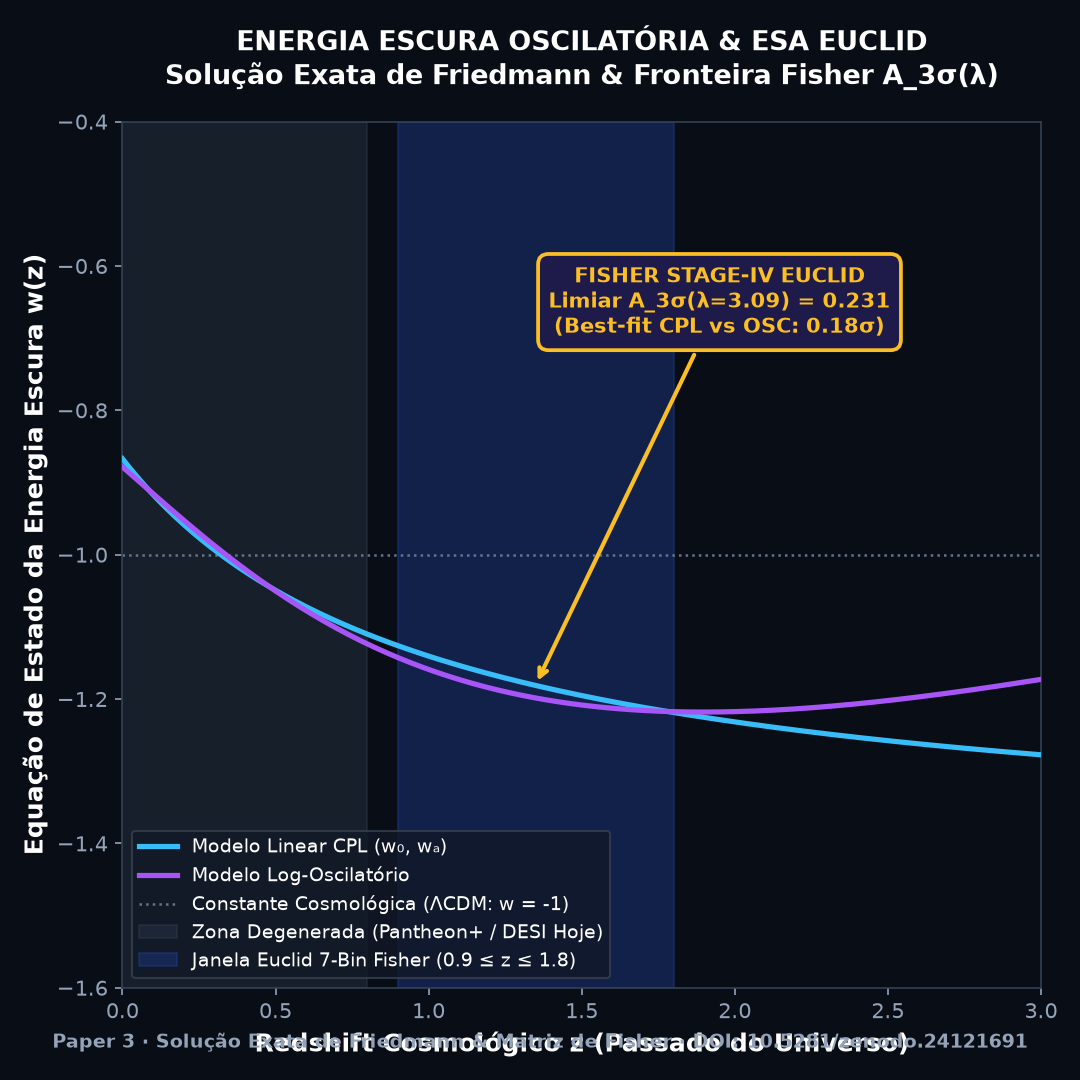 ENERGIA ESCURA OSCILATÓRIA & ESA EUCLID
Solução Exata de Friedmann & Fronteira Fisher A_3σ(λ)
Equação de Estado da Energia Escura w(z)
−0.4
−0.6
−0.8
−1.0
−1.2
−1.4
−1.6
FISHER STAGE-IV EUCLID
Limiar A_3σ(λ=3.09) = 0.231
(Best-fit CPL vs OSC: 0.18σ)
Modelo Linear CPL (w₀, wₐ)
Modelo Log-Oscilatório
Constante Cosmológica (ΛCDM: w = -1)
Zona Degenerada (Pantheon+ / DESI Hoje)
Janela Euclid 7-Bin Fisher (0.9 ≤ z ≤ 1.8)
0.0 0.5 1.0 1.5 2.0 2.5 3.0
Redshift Cosmológico z (Passado do Universo)
Paper 3 · Solução Exata de Friedmann & Matriz de Fisher DOI: 10.5281/zenodo.24121691